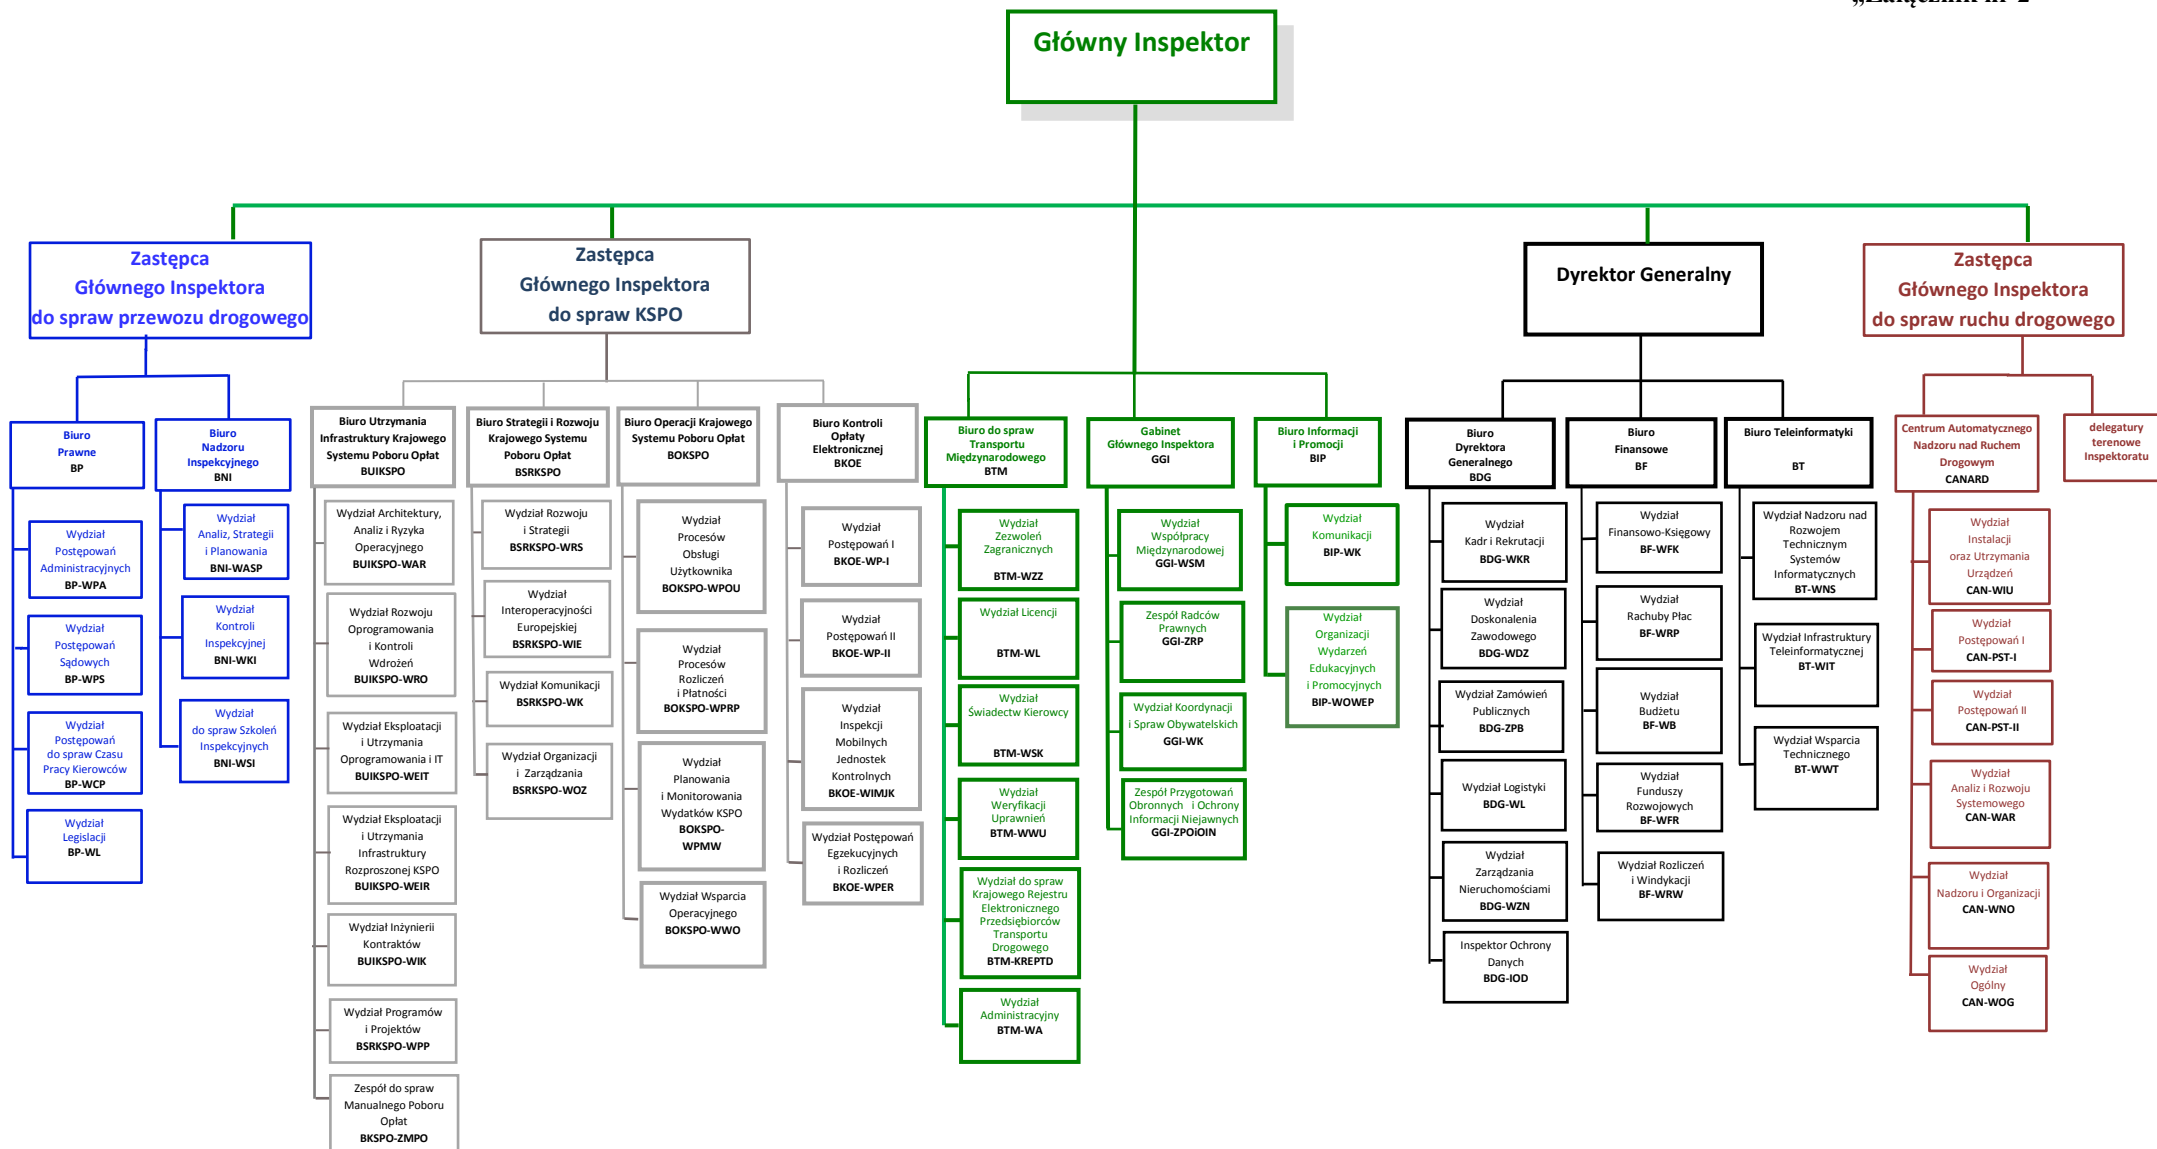 „Załącznik nr 2
Główny Inspektor
Zastępca
Głównego Inspektora
do spraw przewozu drogowego
Zastępca
Głównego Inspektora
do spraw KSPO
Dyrektor Generalny
Zastępca
Głównego Inspektora
do spraw ruchu drogowego
Biuro
Prawne
BP
Biuro
Nadzoru
Inspekcyjnego
BNI
Biuro Utrzymania
Infrastruktury Krajowego
Systemu Poboru Opłat
BUIKSPO
Biuro Strategii i Rozwoju
Krajowego Systemu
Poboru Opłat
BSRKSPO
Biuro Operacji Krajowego
Systemu Poboru Opłat
BOKSPO
Biuro Kontroli
Opłaty
Elektronicznej
BKOE
Biuro do spraw
Transportu
Międzynarodowego
BTM
Gabinet
Głównego Inspektora
GGI
Biuro Informacji
i Promocji
BIP
Biuro
Dyrektora
Generalnego
BDG
Biuro
Finansowe
BF
Biuro Teleinformatyki
BT
Centrum Automatycznego
Nadzoru nad Ruchem
Drogowym
CANARD
delegatury
terenowe
Inspektoratu
Wydział
Postępowań
Administracyjnych
BP-WPA
Wydział
Postępowań
Sądowych
BP-WPS
Wydział
Postępowań
do spraw Czasu
Pracy Kierowców
BP-WCP
Wydział
Legislacji
BP-WL
Wydział
Analiz, Strategii
i Planowania
BNI-WASP
Wydział
Kontroli
Inspekcyjnej
BNI-WKI
Wydział
do spraw Szkoleń
Inspekcyjnych
BNI-WSI
Wydział Architektury,
Analiz i Ryzyka
Operacyjnego
BUIKSPO-WAR
Wydział Rozwoju
Oprogramowania
i Kontroli
Wdrożeń
BUIKSPO-WRO
Wydział Eksploatacji
i Utrzymania
Oprogramowania i IT
BUIKSPO-WEIT
Wydział Eksploatacji
i Utrzymania
Infrastruktury
Rozproszonej KSPO
BUIKSPO-WEIR
Wydział Inżynierii
Kontraktów
BUIKSPO-WIK
Wydział Programów
i Projektów
BSRKSPO-WPP
Zespół do spraw
Manualnego Poboru
Opłat
BKSPO-ZMPO
Wydział Rozwoju
i Strategii
BSRKSPO-WRS
Wydział
Interoperacyjności
Europejskiej
BSRKSPO-WIE
Wydział Komunikacji
BSRKSPO-WK
Wydział Organizacji
i Zarządzania
BSRKSPO-WOZ
Wydział
Procesów
Obsługi
Użytkownika
BOKSPO-WPOU
Wydział
Procesów
Rozliczeń
i Płatności
BOKSPO-WPRP
Wydział
Planowania
i Monitorowania
Wydatków KSPO
BOKSPO-
WPMW
Wydział Wsparcia
Operacyjnego
BOKSPO-WWO
Wydział
Postępowań I
BKOE-WP-I
Wydział
Postępowań II
BKOE-WP-II
Wydział
Inspekcji
Mobilnych
Jednostek
Kontrolnych
BKOE-WIMJK
Wydział Postępowań
Egzekucyjnych
i Rozliczeń
BKOE-WPER
Wydział
Zezwoleń
Zagranicznych
BTM-WZZ
Wydział Licencji
BTM-WL
Wydział
Świadectw Kierowcy
BTM-WSK
Wydział
Weryfikacji
Uprawnień
BTM-WWU
Wydział do spraw
Krajowego Rejestru
Elektronicznego
Przedsiębiorców
Transportu
Drogowego
BTM-KREPTD
Wydział
Administracyjny
BTM-WA
Wydział
Współpracy
Międzynarodowej
GGI-WSM
Zespół Radców
Prawnych
GGI-ZRP
Wydział Koordynacji
i Spraw Obywatelskich
GGI-WK
Zespół Przygotowań
Obronnych i Ochrony
Informacji Niejawnych
GGI-ZPOiOIN
Wydział
Komunikacji
BIP-WK
Wydział
Organizacji
Wydarzeń
Edukacyjnych
i Promocyjnych
BIP-WOWEP
Wydział
Kadr i Rekrutacji
BDG-WKR
Wydział
Doskonalenia
Zawodowego
BDG-WDZ
Wydział Zamówień
Publicznych
BDG-ZPB
Wydział Logistyki
BDG-WL
Wydział
Zarządzania
Nieruchomościami
BDG-WZN
Inspektor Ochrony
Danych
BDG-IOD
Wydział
Finansowo-Księgowy
BF-WFK
Wydział
Rachuby Płac
BF-WRP
Wydział
Budżetu
BF-WB
Wydział
Funduszy
Rozwojowych
BF-WFR
Wydział Rozliczeń
i Windykacji
BF-WRW
Wydział Nadzoru nad
Rozwojem
Technicznym
Systemów
Informatycznych
BT-WNS
Wydział Infrastruktury
Teleinformatycznej
BT-WIT
Wydział Wsparcia
Technicznego
BT-WWT
Wydział
Instalacji
oraz Utrzymania
Urządzeń
CAN-WIU
Wydział
Postępowań I
CAN-PST-I
Wydział
Postępowań II
CAN-PST-II
Wydział
Analiz i Rozwoju
Systemowego
CAN-WAR
Wydział
Nadzoru i Organizacji
CAN-WNO
Wydział
Ogólny
CAN-WOG